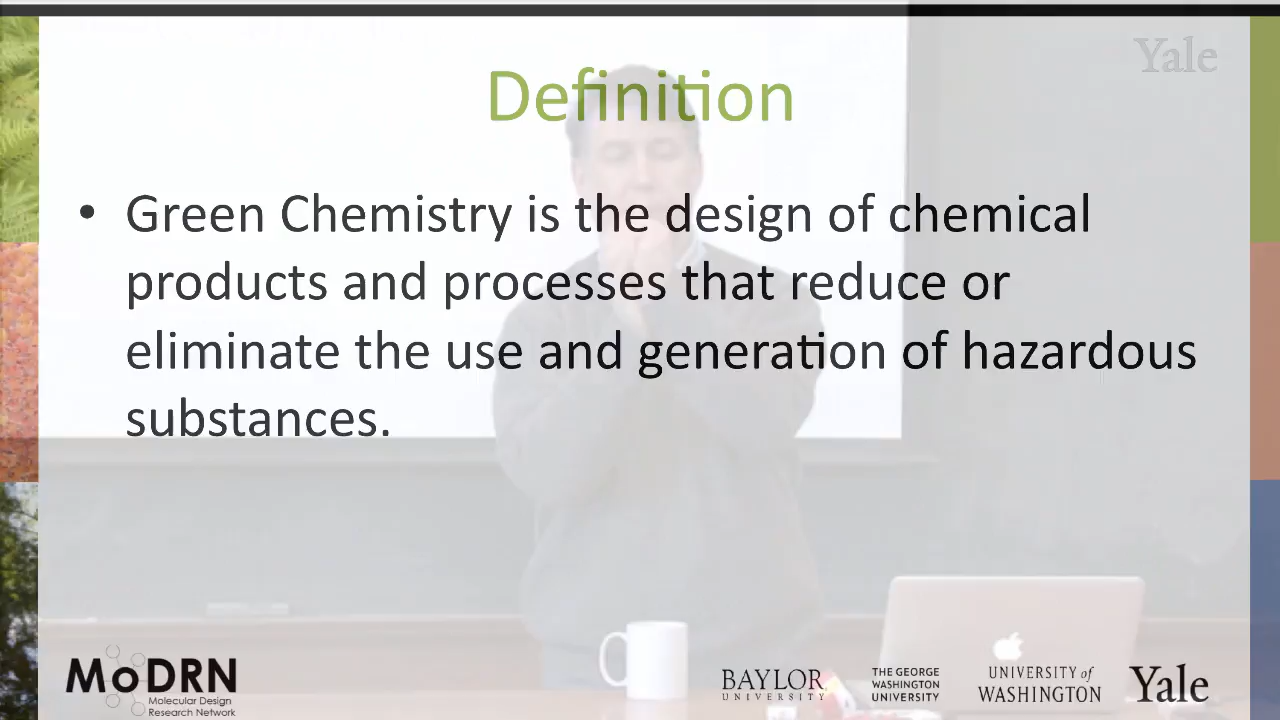 Yale
Definition
• Green Chemistry is the design of chemical
products and processes that reduce or
eliminate the use and generation of hazardous
substances.
MoDRN
Molecular Design
Research Network
BAYLOR
UNIVERSITY
THE GEORGE
WASHINGTON
UNIVERSITY
UNIVERSITY of
WASHINGTON
Yale